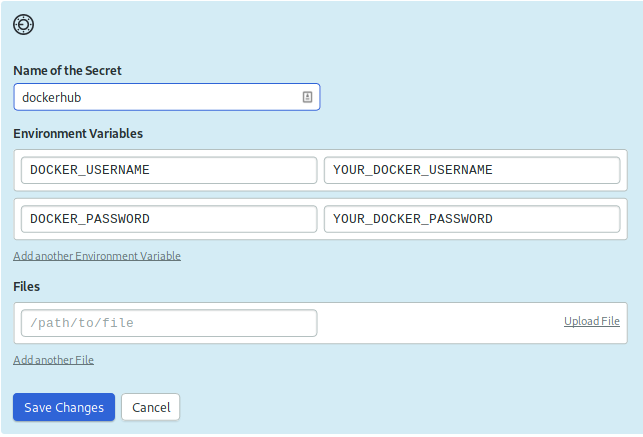 Name of the Secret
dockerhub
Environment Variables
DOCKER_USERNAME YOUR_DOCKER_USERNAME
DOCKER_PASSWORD YOUR_DOCKER_PASSWORD
Add another Environment Variable
Files
/path/to/file Upload File
Add another File
Save Changes Cancel